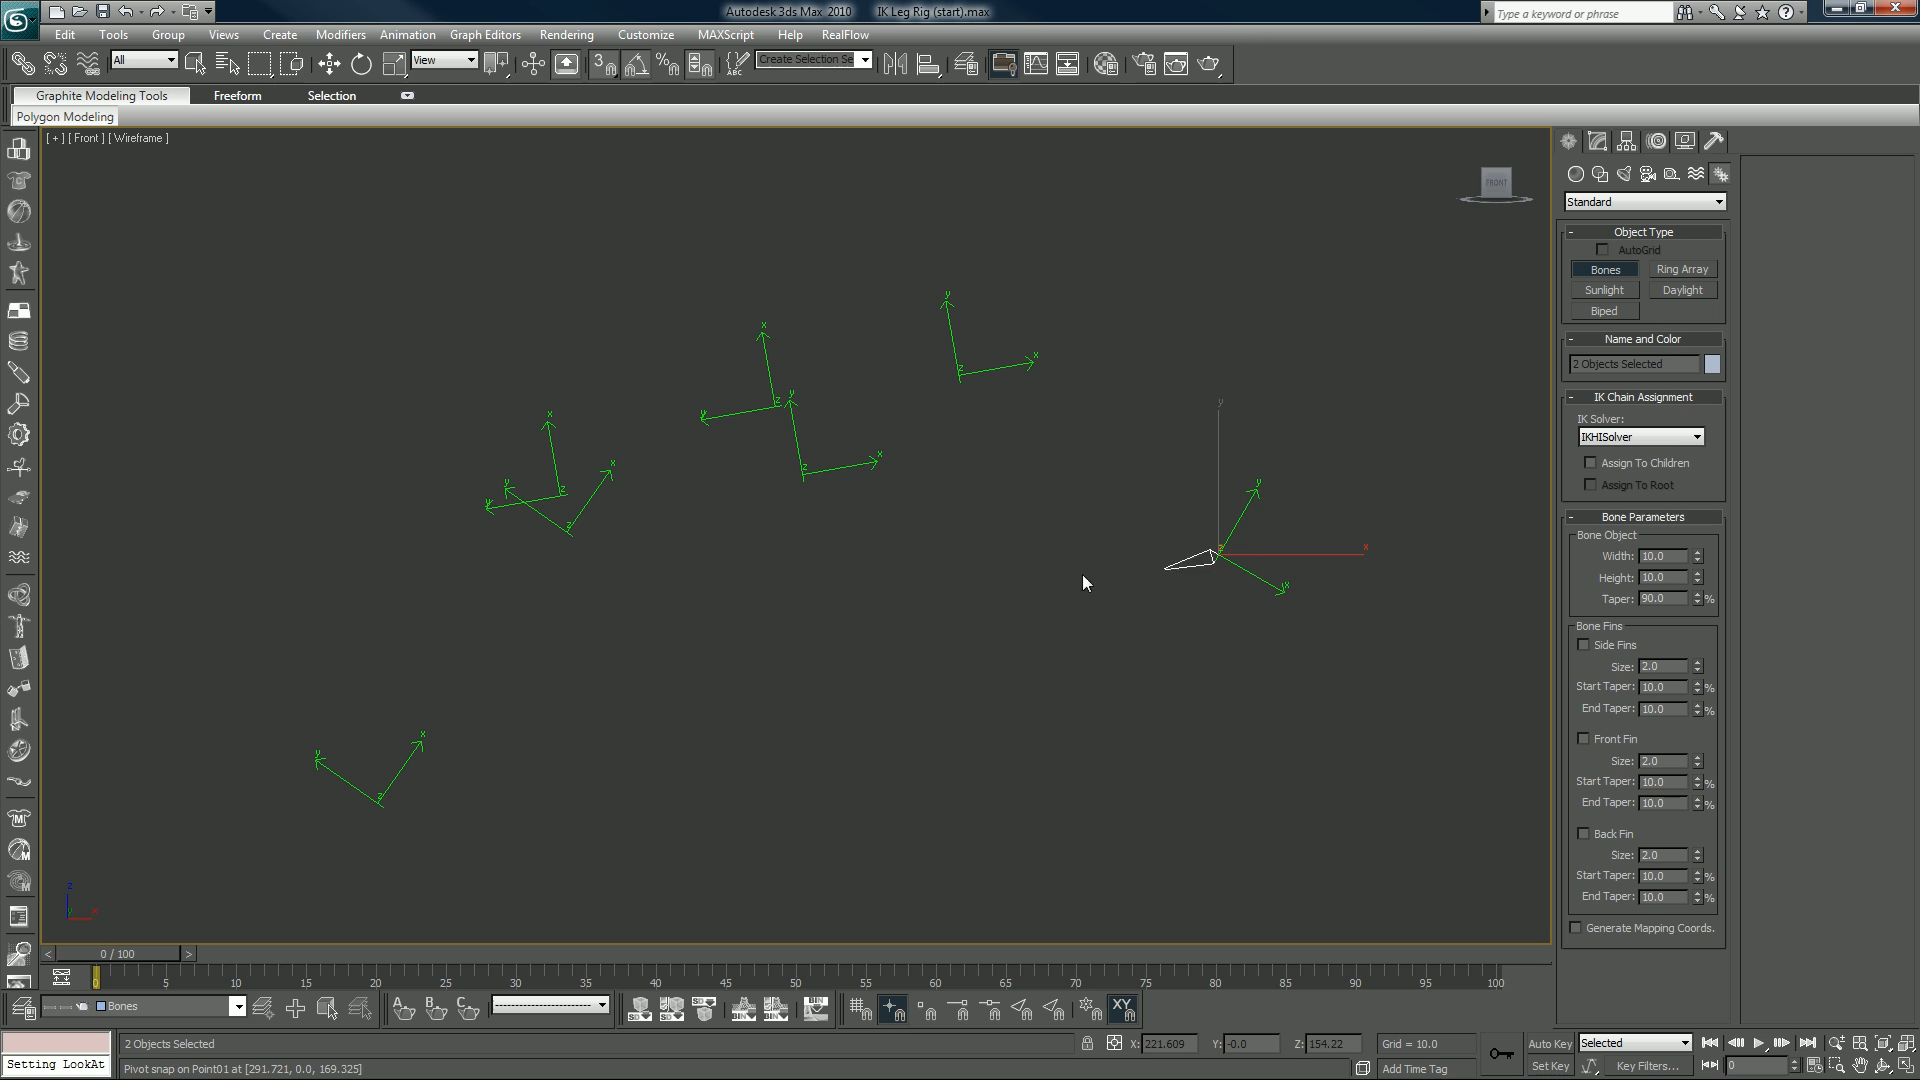 Autodesk 3ds Max 2010 IK Leg Rig (start).max
Type a keyword or phrase
Edit Tools Group Views Create Modifiers Animation Graph Editors Rendering Customize MAXScript Help RealFlow
All View 3 % ABC Create Selection Se
Graphite Modeling Tools Freeform Selection
Polygon Modeling
[ + ] [ Front ] [ Wireframe ]
FRONT
Standard
- Object Type
AutoGrid
Bones Ring Array
Sunlight Daylight
Biped
- Name and Color
2 Objects Selected
- IK Chain Assignment
IK Solver:
IKHISolver
Assign To Children
Assign To Root
- Bone Parameters
Bone Object
Width: 10.0
Height: 10.0
Taper: 90.0 %
Bone Fins
Side Fins
Size: 2.0
Start Taper: 10.0 %
End Taper: 10.0 %
Front Fin
Size: 2.0
Start Taper: 10.0 %
End Taper: 10.0 %
Back Fin
Size: 2.0
Start Taper: 10.0 %
End Taper: 10.0 %
Generate Mapping Coords.
y x
x y z
y x z
x y z
y x z
y x z
y x
y x z
z x
< 0 / 100 >
0 5 10 15 20 25 30 35 40 45 50 55 60 65 70 75 80 85 90 95 100
Bones A B C XY
2 Objects Selected X: 221.609 Y: -0.0 Z: 154.22 Grid = 10.0 Auto Key Selected
Setting LookAt Pivot snap on Point01 at [291.721, 0.0, 169.325] Add Time Tag Set Key Key Filters... 0